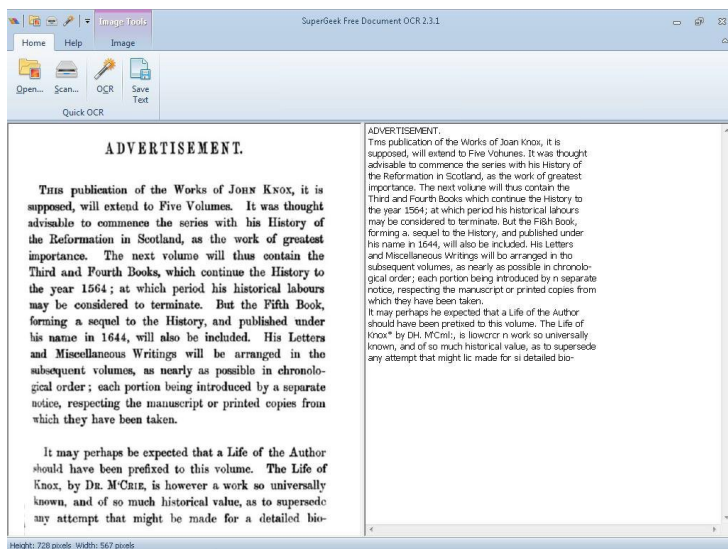 Image Tools
SuperGeek Free Document OCR 2.3.1
Home Help Image
Open... Scan... OCR Save Text
Quick OCR
ADVERTISEMENT.
THIS publication of the Works of JOHN KNOX, it is
supposed, will extend to Five Volumes. It was thought
advisable to commence the series with his History of
the Reformation in Scotland, as the work of greatest
importance. The next volume will thus contain the
Third and Fourth Books, which continue the History to
the year 1564; at which period his historical labours
may be considered to terminate. But the Fifth Book,
forming a sequel to the History, and published under
his name in 1644, will also be included. His Letters
and Miscellaneous Writings will be arranged in the
subsequent volumes, as nearly as possible in chronolo-
gical order; each portion being introduced by a separate
notice, respecting the manuscript or printed copies from
which they have been taken.
It may perhaps be expected that a Life of the Author
should have been prefixed to this volume. The Life of
Knox, by DR. M'CRIE, is however a work so universally
known, and of so much historical value, as to supersede
any attempt that might be made for a detailed bio-
ADVERTISEMENT.
Tms publication of the Works of Joan Knox, it is
supposed, will extend to Five Vohunes. It was thought
advisable to commence the series with his History of
the Reformation in Scotland, as the work of greatest
importance. The next voliune will thus contain the
Third and Fourth Books which continue the History to
the year 1564; at which period his historical lahours
may be considered to terminate. But the Fi&h Book,
forming a. sequel to the History, and published under
his name in 1644, will also be included. His Letters
and Miscellaneous Writings will be arranged in tho
subsequent volumes, as nearly as possible in chronolo-
gical order; each portion being introduced by n separate
notice, respecting the manuscript or printed copies from
which they have been taken.
It may perhaps he expected that a Life of the Author
should have been pretixed to this volume. The Life of
Knox* by DH. M'Cml:, is liowcrcr n work so universally
known, and of so much historical value, as to supersede
any attempt that might lic made for si detailed bio-
Height: 728 pixels Width: 567 pixels